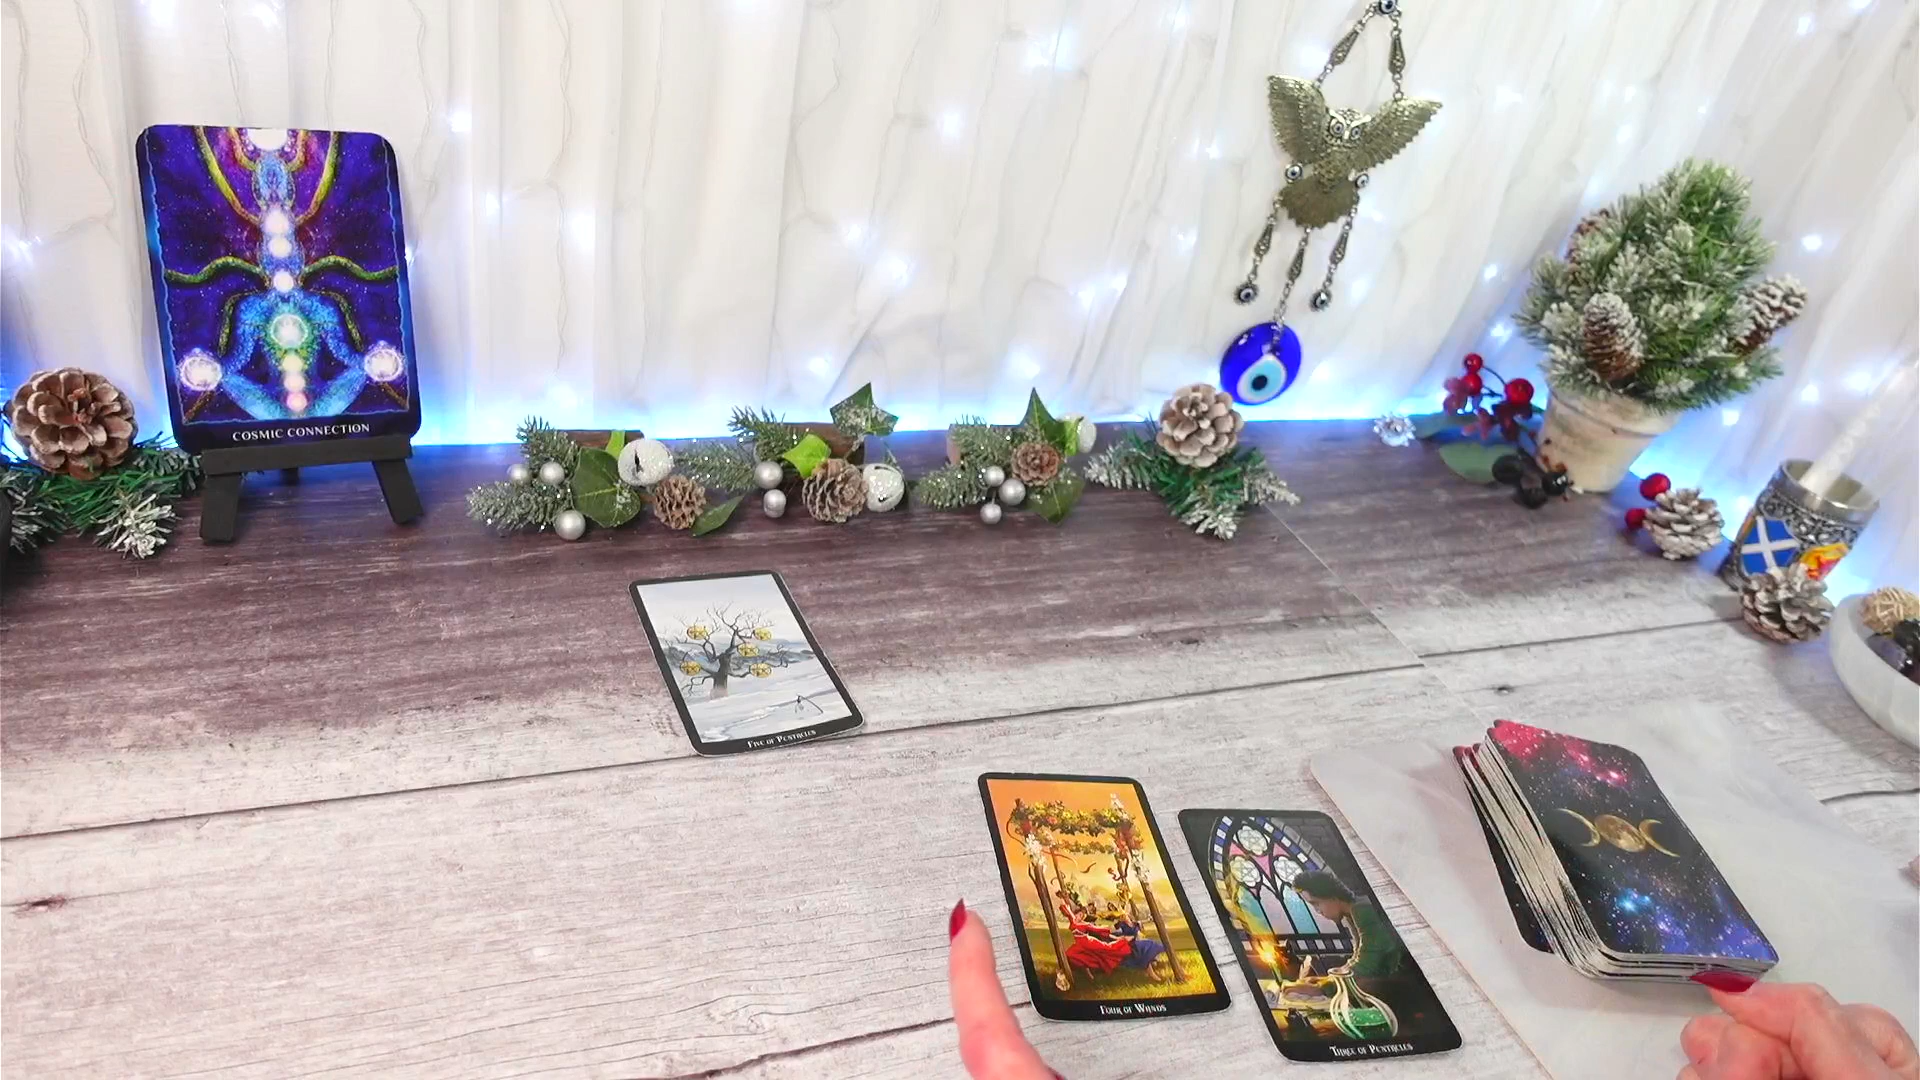 COSMIC CONNECTION
FIVE OF PENTACLES
FOUR OF WANDS
THREE OF PENTACLES